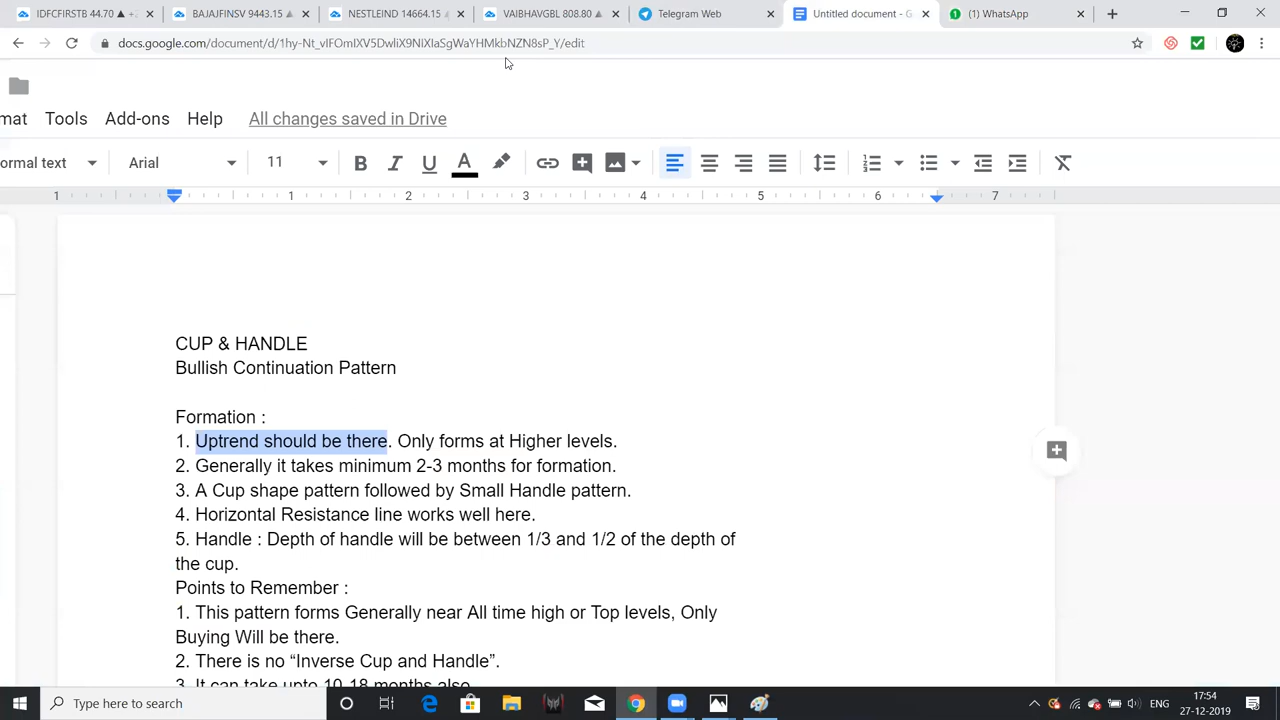 IDFCFIRSTB 44.70
BAJAJFINSV 9443.15
NESTLEIND 14664.15
VAIBHAVGBL 808.80
Telegram Web
Untitled document - G
(1) WhatsApp
docs.google.com/document/d/1hy-Nt_vIFOmIXV5DwliX9NiXIaSgWaYHMkbNZN8sP_Y/edit
mat Tools Add-ons Help All changes saved in Drive
ormal text Arial 11
1 1 2 3 4 5 6 7
CUP & HANDLE
Bullish Continuation Pattern
Formation :
1. Uptrend should be there. Only forms at Higher levels.
2. Generally it takes minimum 2-3 months for formation.
3. A Cup shape pattern followed by Small Handle pattern.
4. Horizontal Resistance line works well here.
5. Handle : Depth of handle will be between 1/3 and 1/2 of the depth of
the cup.
Points to Remember :
1. This pattern forms Generally near All time high or Top levels, Only
Buying Will be there.
2. There is no “Inverse Cup and Handle”.
3. It can take upto 10-18 months also
Type here to search
ENG
17:54
27-12-2019